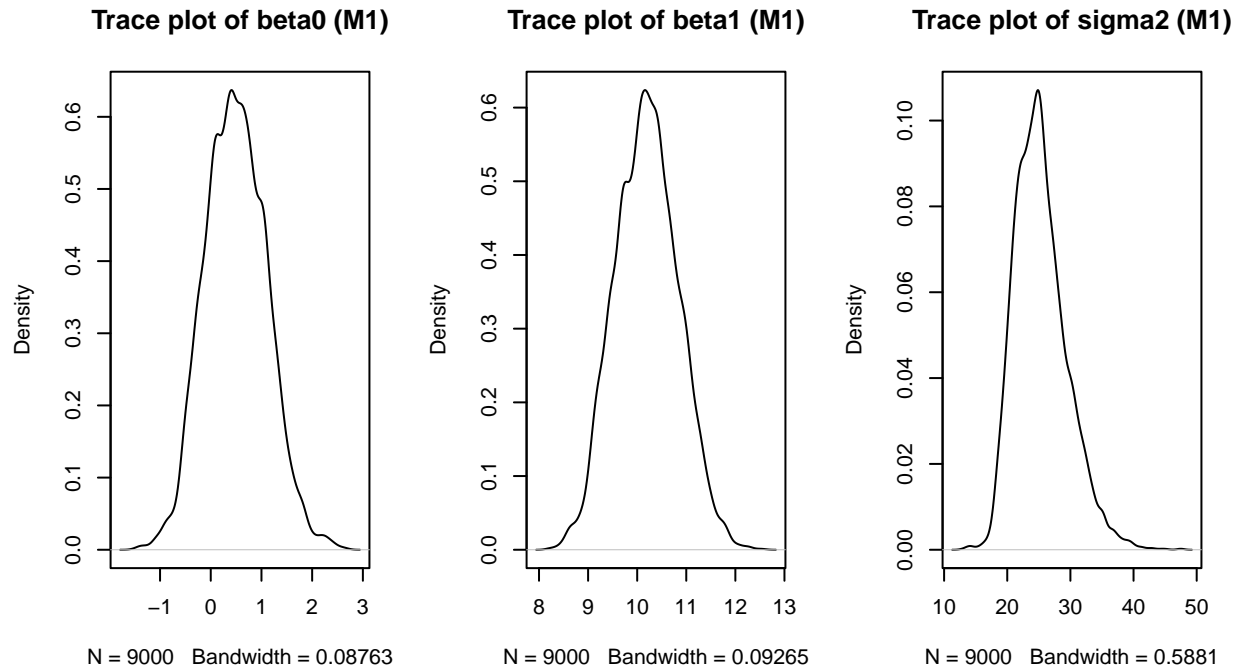 Trace plot of beta0 (M1)
Density
0.0 0.1 0.2 0.3 0.4 0.5 0.6
−1 0 1 2 3
N = 9000 Bandwidth = 0.08763
Trace plot of beta1 (M1)
Density
0.0 0.1 0.2 0.3 0.4 0.5 0.6
8 9 10 11 12 13
N = 9000 Bandwidth = 0.09265
Trace plot of sigma2 (M1)
Density
0.00 0.02 0.04 0.06 0.08 0.10
10 20 30 40 50
N = 9000 Bandwidth = 0.5881